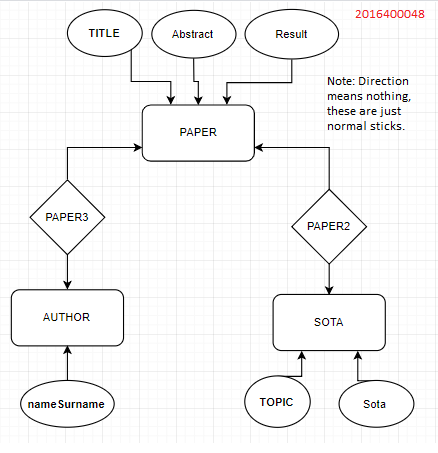 2016400048
TITLE
Abstract
Result
Note: Direction
means nothing,
these are just
normal sticks.
PAPER
PAPER3
PAPER2
AUTHOR
SOTA
nameSurname
TOPIC
Sota